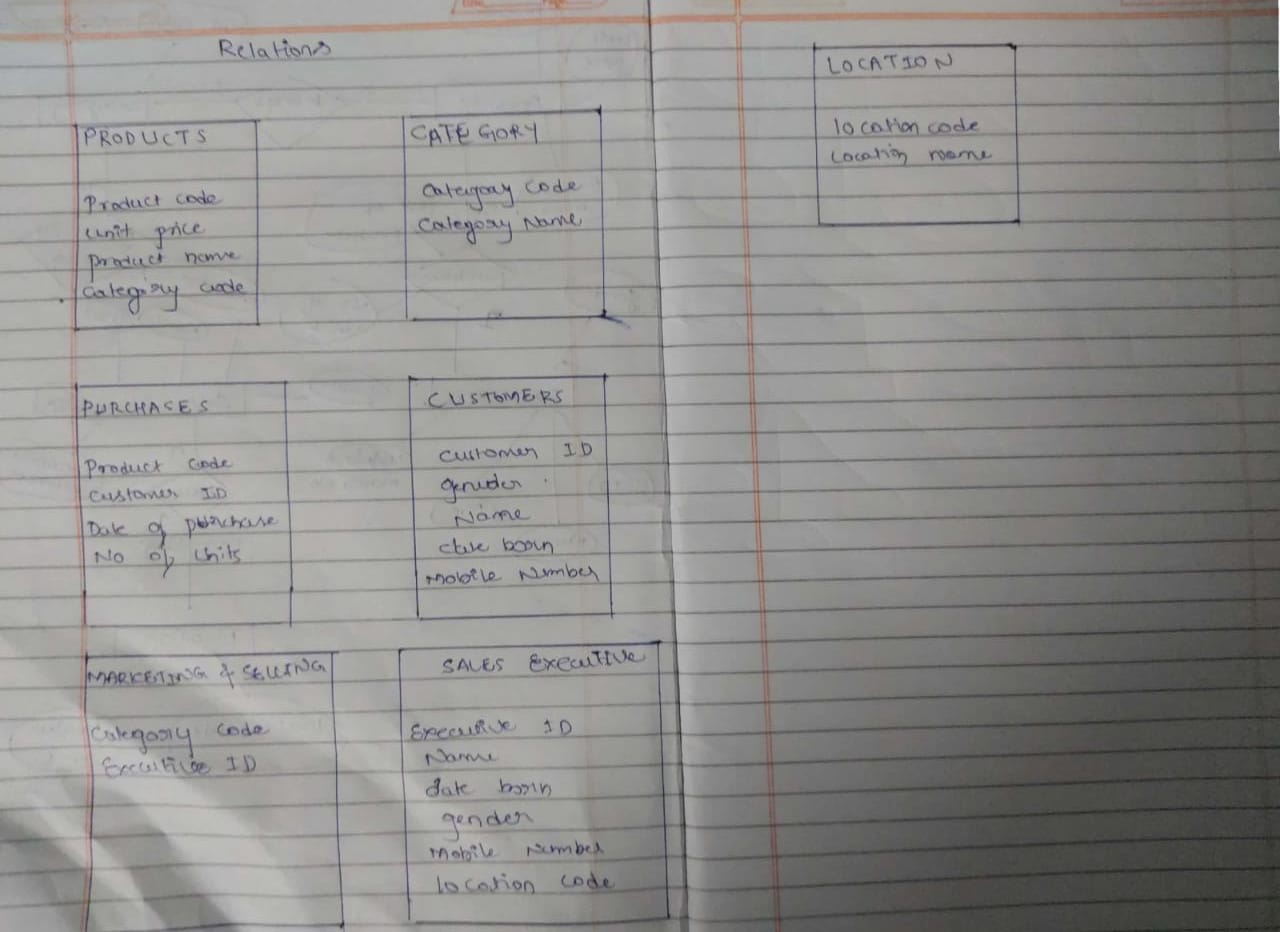 Relations
PRODUCTS
Product code
unit price
product name
Category code
CATEGORY
Category Code
Category Name
LOCATION
location code
Location name
PURCHASES
Product Code
Customer ID
Date of purchase
No of Units
CUSTOMERS
customer ID
gender
Name
date born
Mobile Number
MARKETING & SELLING
Category Code
Executive ID
SALES Executive
Executive ID
Name
date born
gender
Mobile Number
location code